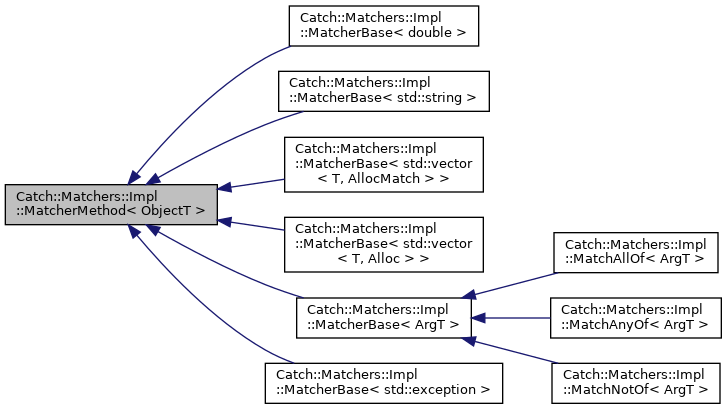 Catch::Matchers::Impl
::MatcherBase< double >
Catch::Matchers::Impl
::MatcherBase< std::string >
Catch::Matchers::Impl
::MatcherBase< std::vector
< T, AllocMatch > >
Catch::Matchers::Impl
::MatcherMethod< ObjectT >
Catch::Matchers::Impl
::MatcherBase< std::vector
< T, Alloc > >
Catch::Matchers::Impl
::MatchAllOf< ArgT >
Catch::Matchers::Impl
::MatcherBase< ArgT >
Catch::Matchers::Impl
::MatchAnyOf< ArgT >
Catch::Matchers::Impl
::MatcherBase< std::exception >
Catch::Matchers::Impl
::MatchNotOf< ArgT >